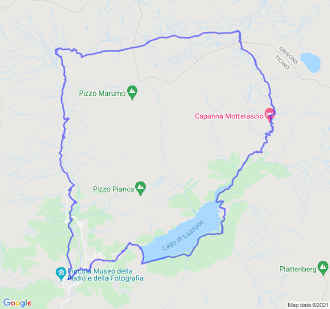 GRISONS
TICINO
Pizzo Marumo
Capanna Motterascio
Pizzo Pianca
Lago di Luzzone
Piccolo Museo della
Radio e della Fotografia
Plattenberg
Google
Map data ©2021